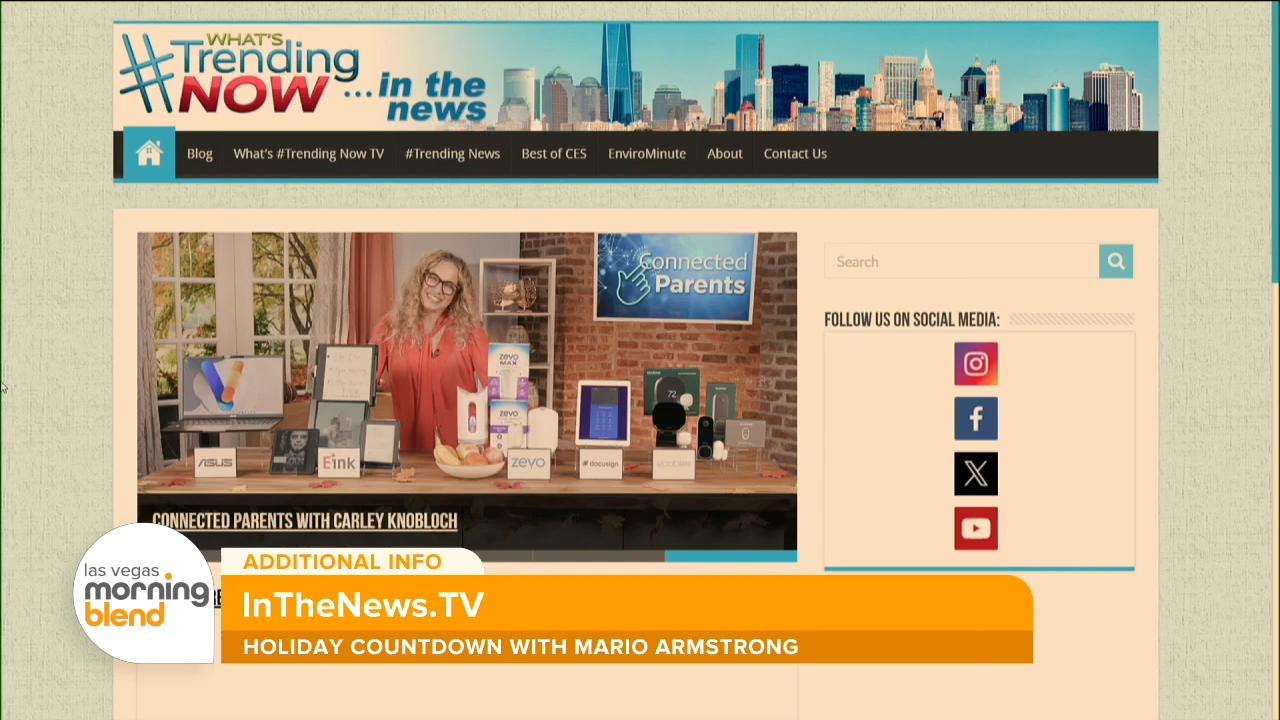 WHAT'S
#Trending
NOW
...in the
news
Blog What's #Trending Now TV #Trending News Best of CES EnviroMinute About Contact Us
Connected
Parents
Search
FOLLOW US ON SOCIAL MEDIA:
zevo
MAX
zevo
72
ASUS
Eink
zevo
docusign
ecobee
CONNECTED PARENTS WITH CARLEY KNOBLOCH
las vegas
morning
blend
ADDITIONAL INFO
InTheNews.TV
HOLIDAY COUNTDOWN WITH MARIO ARMSTRONG